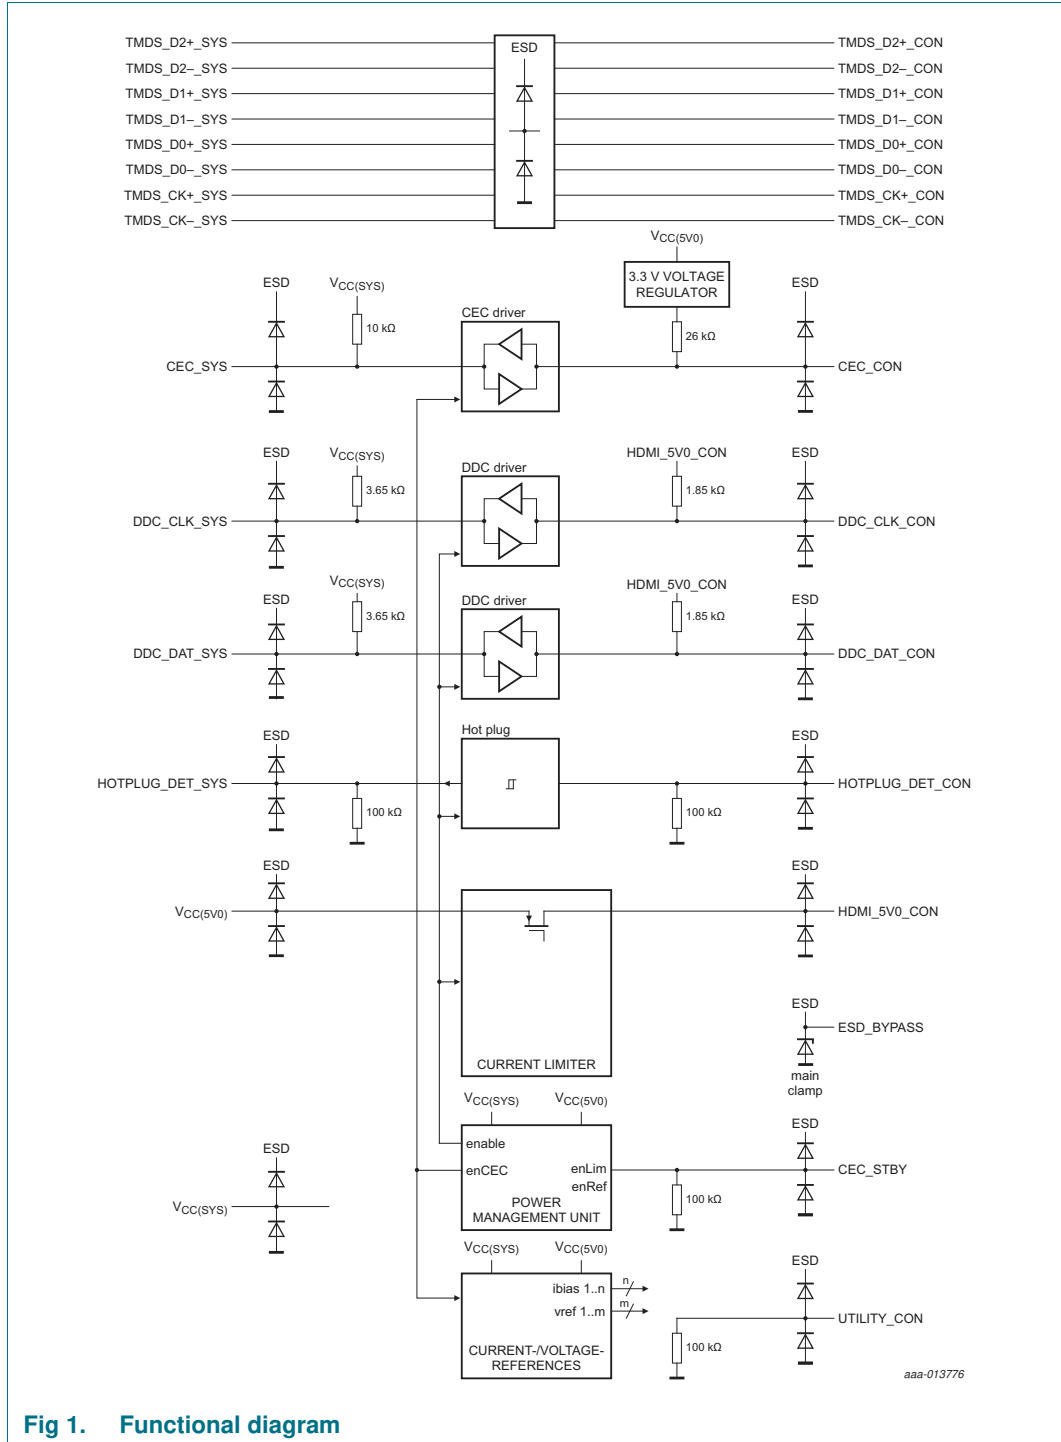 TMDS_D2+_SYS ESD TMDS_D2+_CON
TMDS_D2–_SYS TMDS_D2–_CON
TMDS_D1+_SYS TMDS_D1+_CON
TMDS_D1–_SYS TMDS_D1–_CON
TMDS_D0+_SYS TMDS_D0+_CON
TMDS_D0–_SYS TMDS_D0–_CON
TMDS_CK+_SYS TMDS_CK+_CON
TMDS_CK–_SYS TMDS_CK–_CON
VCC(5V0)
3.3 V VOLTAGE
REGULATOR
ESD VCC(SYS) ESD
CEC driver
10 kΩ 26 kΩ
CEC_SYS CEC_CON
ESD VCC(SYS) HDMI_5V0_CON ESD
DDC driver
3.65 kΩ 1.85 kΩ
DDC_CLK_SYS DDC_CLK_CON
ESD VCC(SYS) HDMI_5V0_CON ESD
DDC driver
3.65 kΩ 1.85 kΩ
DDC_DAT_SYS DDC_DAT_CON
ESD Hot plug ESD
HOTPLUG_DET_SYS HOTPLUG_DET_CON
100 kΩ 100 kΩ
ESD ESD
VCC(5V0) HDMI_5V0_CON
ESD
ESD_BYPASS
CURRENT LIMITER
main
clamp
VCC(SYS) VCC(5V0)
ESD
enable
enCEC enLim CEC_STBY
enRef
100 kΩ
POWER
MANAGEMENT UNIT
ESD
VCC(SYS)
VCC(SYS) VCC(5V0)
ESD
ibias 1..n n
vref 1..m m
UTILITY_CON
100 kΩ
CURRENT-/VOLTAGE-
REFERENCES
aaa-013776
Fig 1. Functional diagram